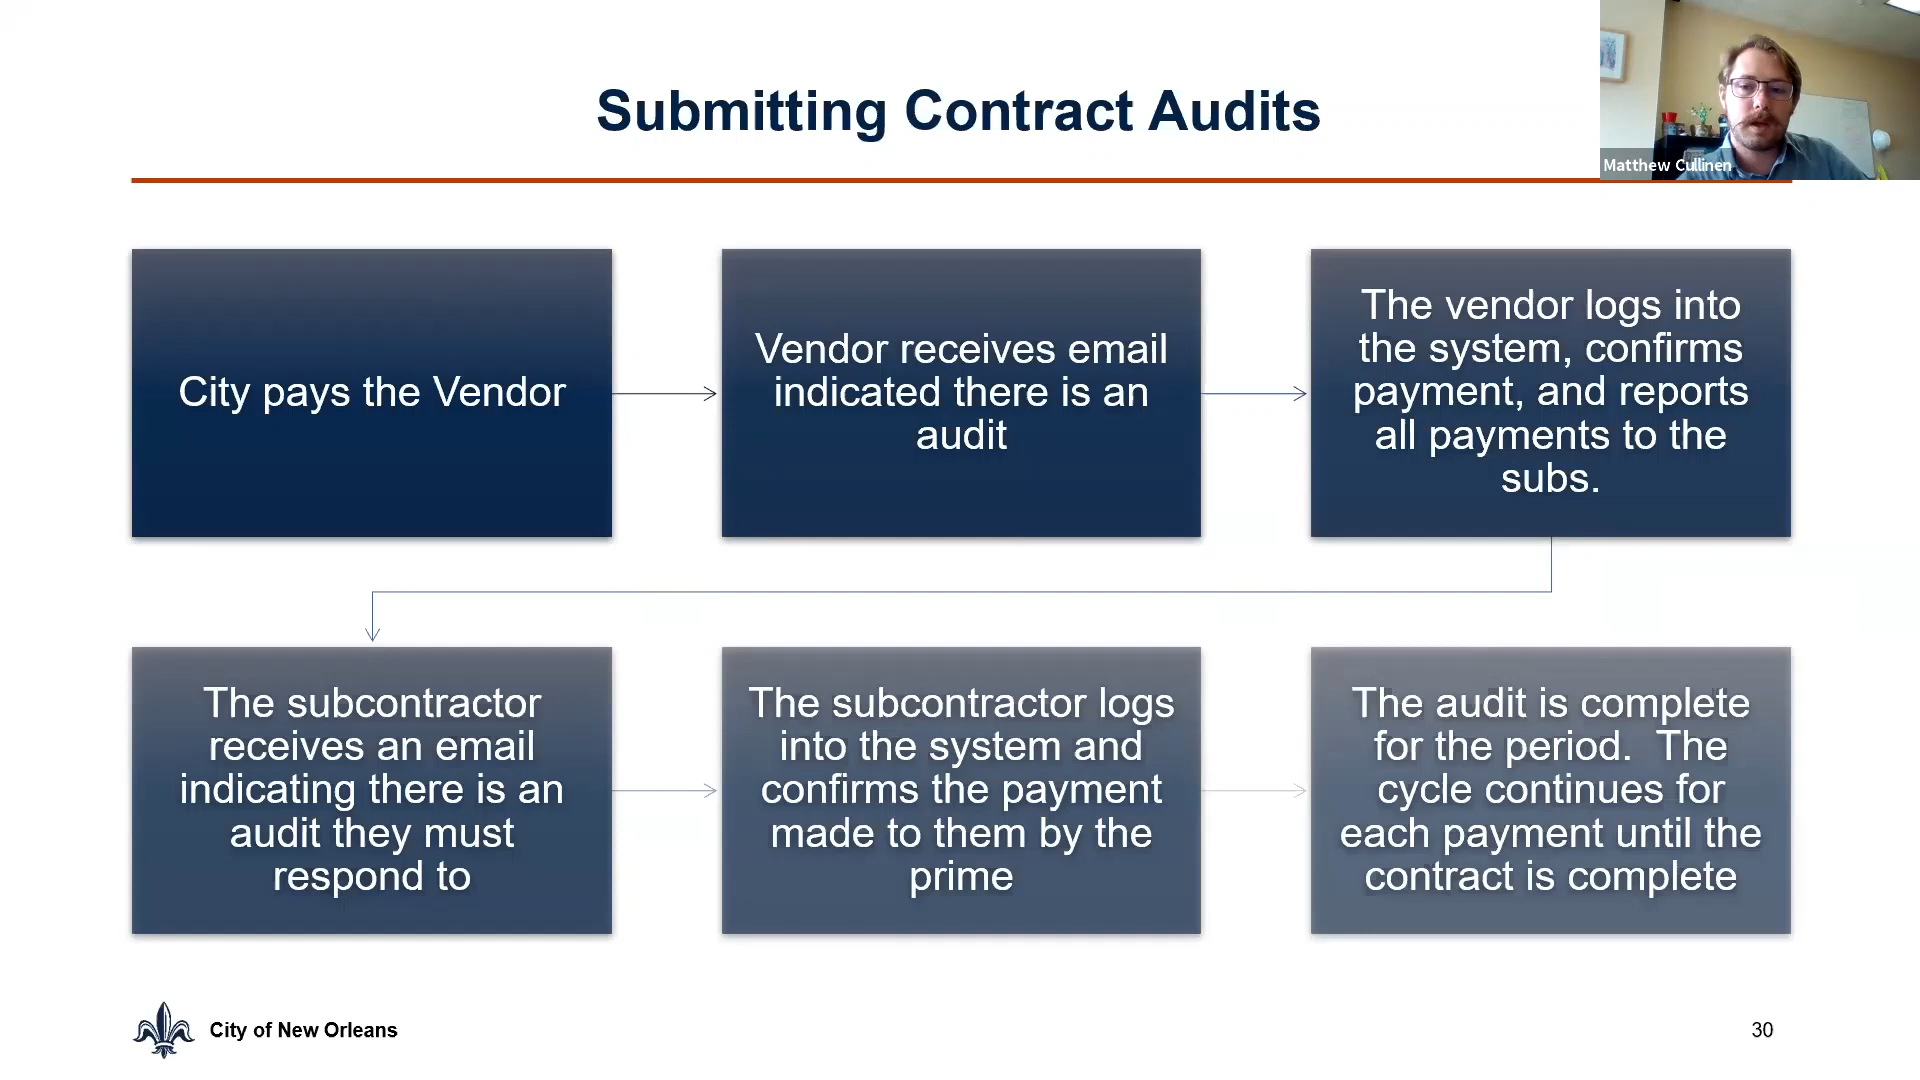 Submitting Contract Audits
Matthew Cullinen
City pays the Vendor
Vendor receives email
indicated there is an
audit
The vendor logs into
the system, confirms
payment, and reports
all payments to the
subs.
The subcontractor
receives an email
indicating there is an
audit they must
respond to
The subcontractor logs
into the system and
confirms the payment
made to them by the
prime
The audit is complete
for the period.  The
cycle continues for
each payment until the
contract is complete
City of New Orleans
30